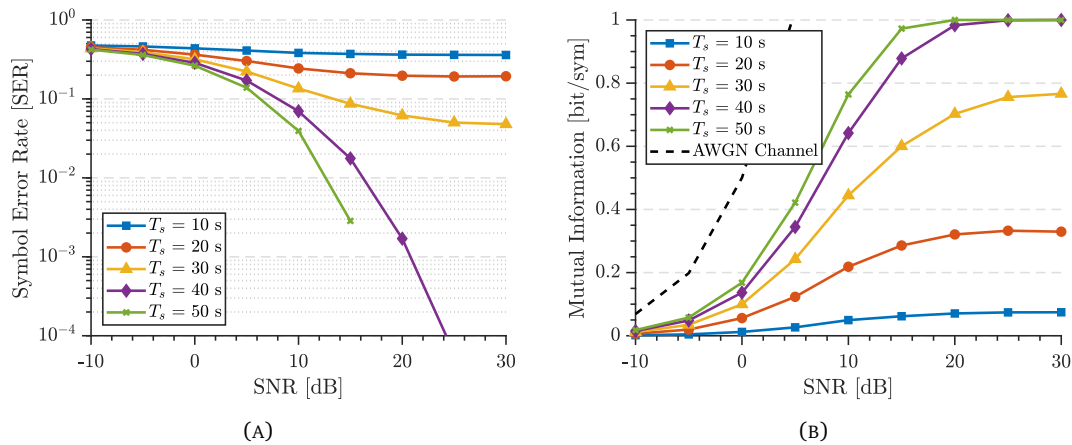 Symbol Error Rate [SER]
10^0
10^-1
10^-2
10^-3
10^-4
T_s = 10 s
T_s = 20 s
T_s = 30 s
T_s = 40 s
T_s = 50 s
-10
0
10
20
30
SNR [dB]
(A)
Mutual Information [bit/sym]
1
0.8
0.6
0.4
0.2
0
T_s = 10 s
T_s = 20 s
T_s = 30 s
T_s = 40 s
T_s = 50 s
AWGN Channel
-10
0
10
20
30
SNR [dB]
(B)